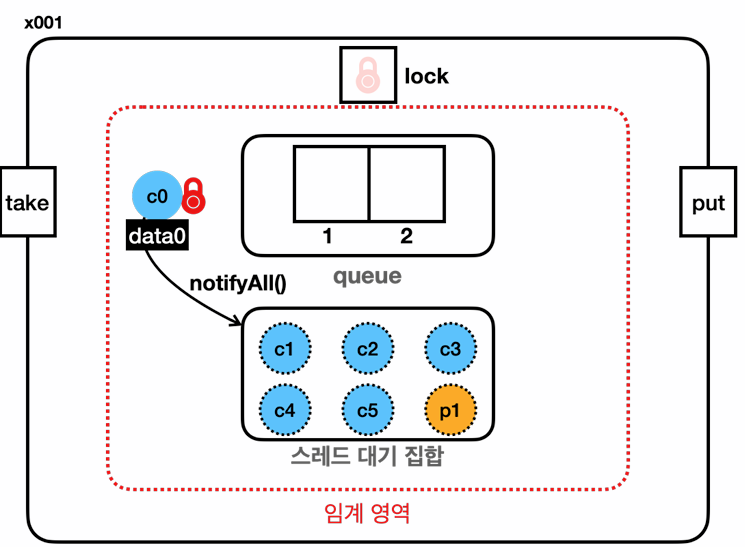 x001
lock
take
c0
data0
put
1 2
queue
notifyAll()
c1 c2 c3
c4 c5 p1
스레드 대기 집합
임계 영역